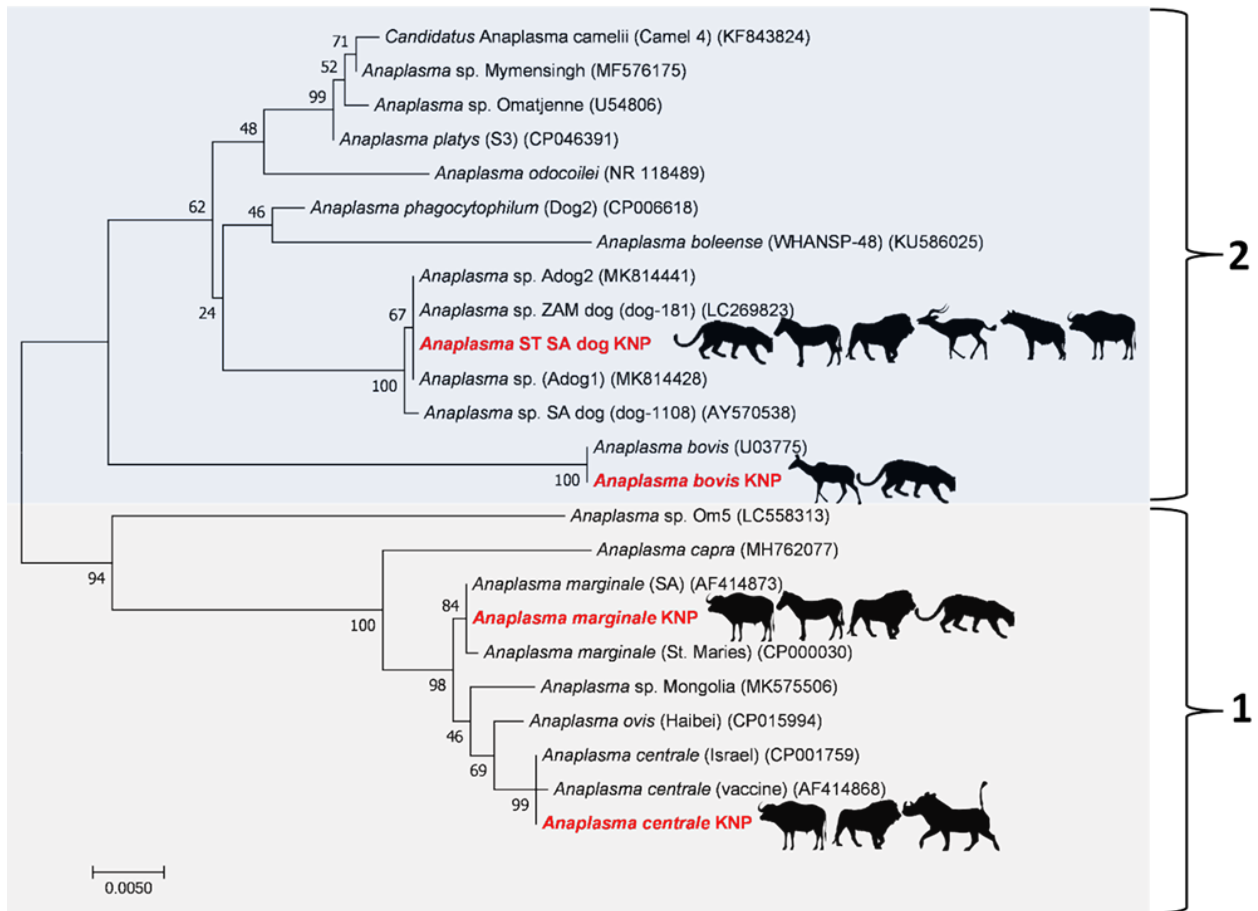 71
Candidatus Anaplasma camelii (Camel 4) (KF843824)
52
Anaplasma sp. Mymensingh (MF576175)
99
Anaplasma sp. Omatjenne (U54806)
48
Anaplasma platys (S3) (CP046391)
Anaplasma odocoilei (NR 118489)
62
46
Anaplasma phagocytophilum (Dog2) (CP006618)
Anaplasma boleense (WHANSP-48) (KU586025)
2
Anaplasma sp. Adog2 (MK814441)
24
67
Anaplasma sp. ZAM dog (dog-181) (LC269823)
Anaplasma ST SA dog KNP
100
Anaplasma sp. (Adog1) (MK814428)
Anaplasma sp. SA dog (dog-1108) (AY570538)
Anaplasma bovis (U03775)
100
Anaplasma bovis KNP
Anaplasma sp. Om5 (LC558313)
94
Anaplasma capra (MH762077)
Anaplasma marginale (SA) (AF414873)
100
84
Anaplasma marginale KNP
Anaplasma marginale (St. Maries) (CP000030)
98
Anaplasma sp. Mongolia (MK575506)
1
46
Anaplasma ovis (Haibei) (CP015994)
69
Anaplasma centrale (Israel) (CP001759)
99
Anaplasma centrale (vaccine) (AF414868)
Anaplasma centrale KNP
0.0050